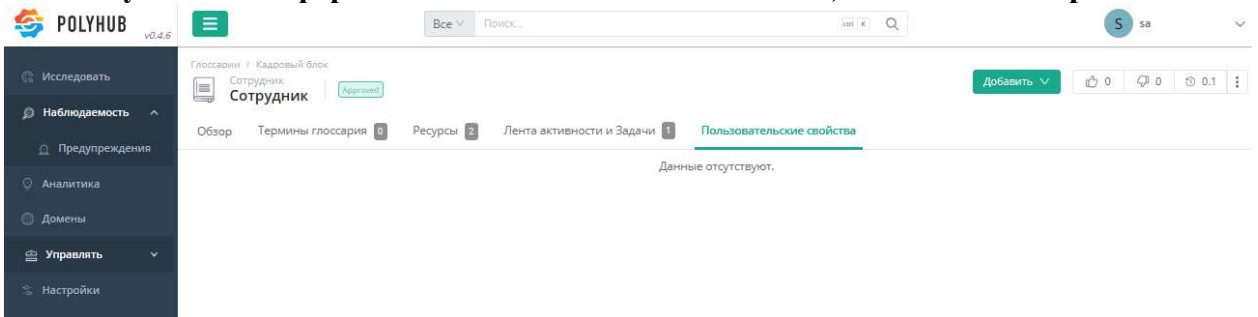 POLYHUB v0.4.6
Все Поиск... ctrl K
S sa
Исследовать
Наблюдаемость
Предупреждения
Аналитика
Домены
Управлять
Настройки
Глоссарии / Кадровый блок
Сотрудник
Сотрудник Approved
Добавить 0 0 0.1
Обзор Термины глоссария 0 Ресурсы 2 Лента активности и Задачи 1 Пользовательские свойства
Данные отсутствуют.